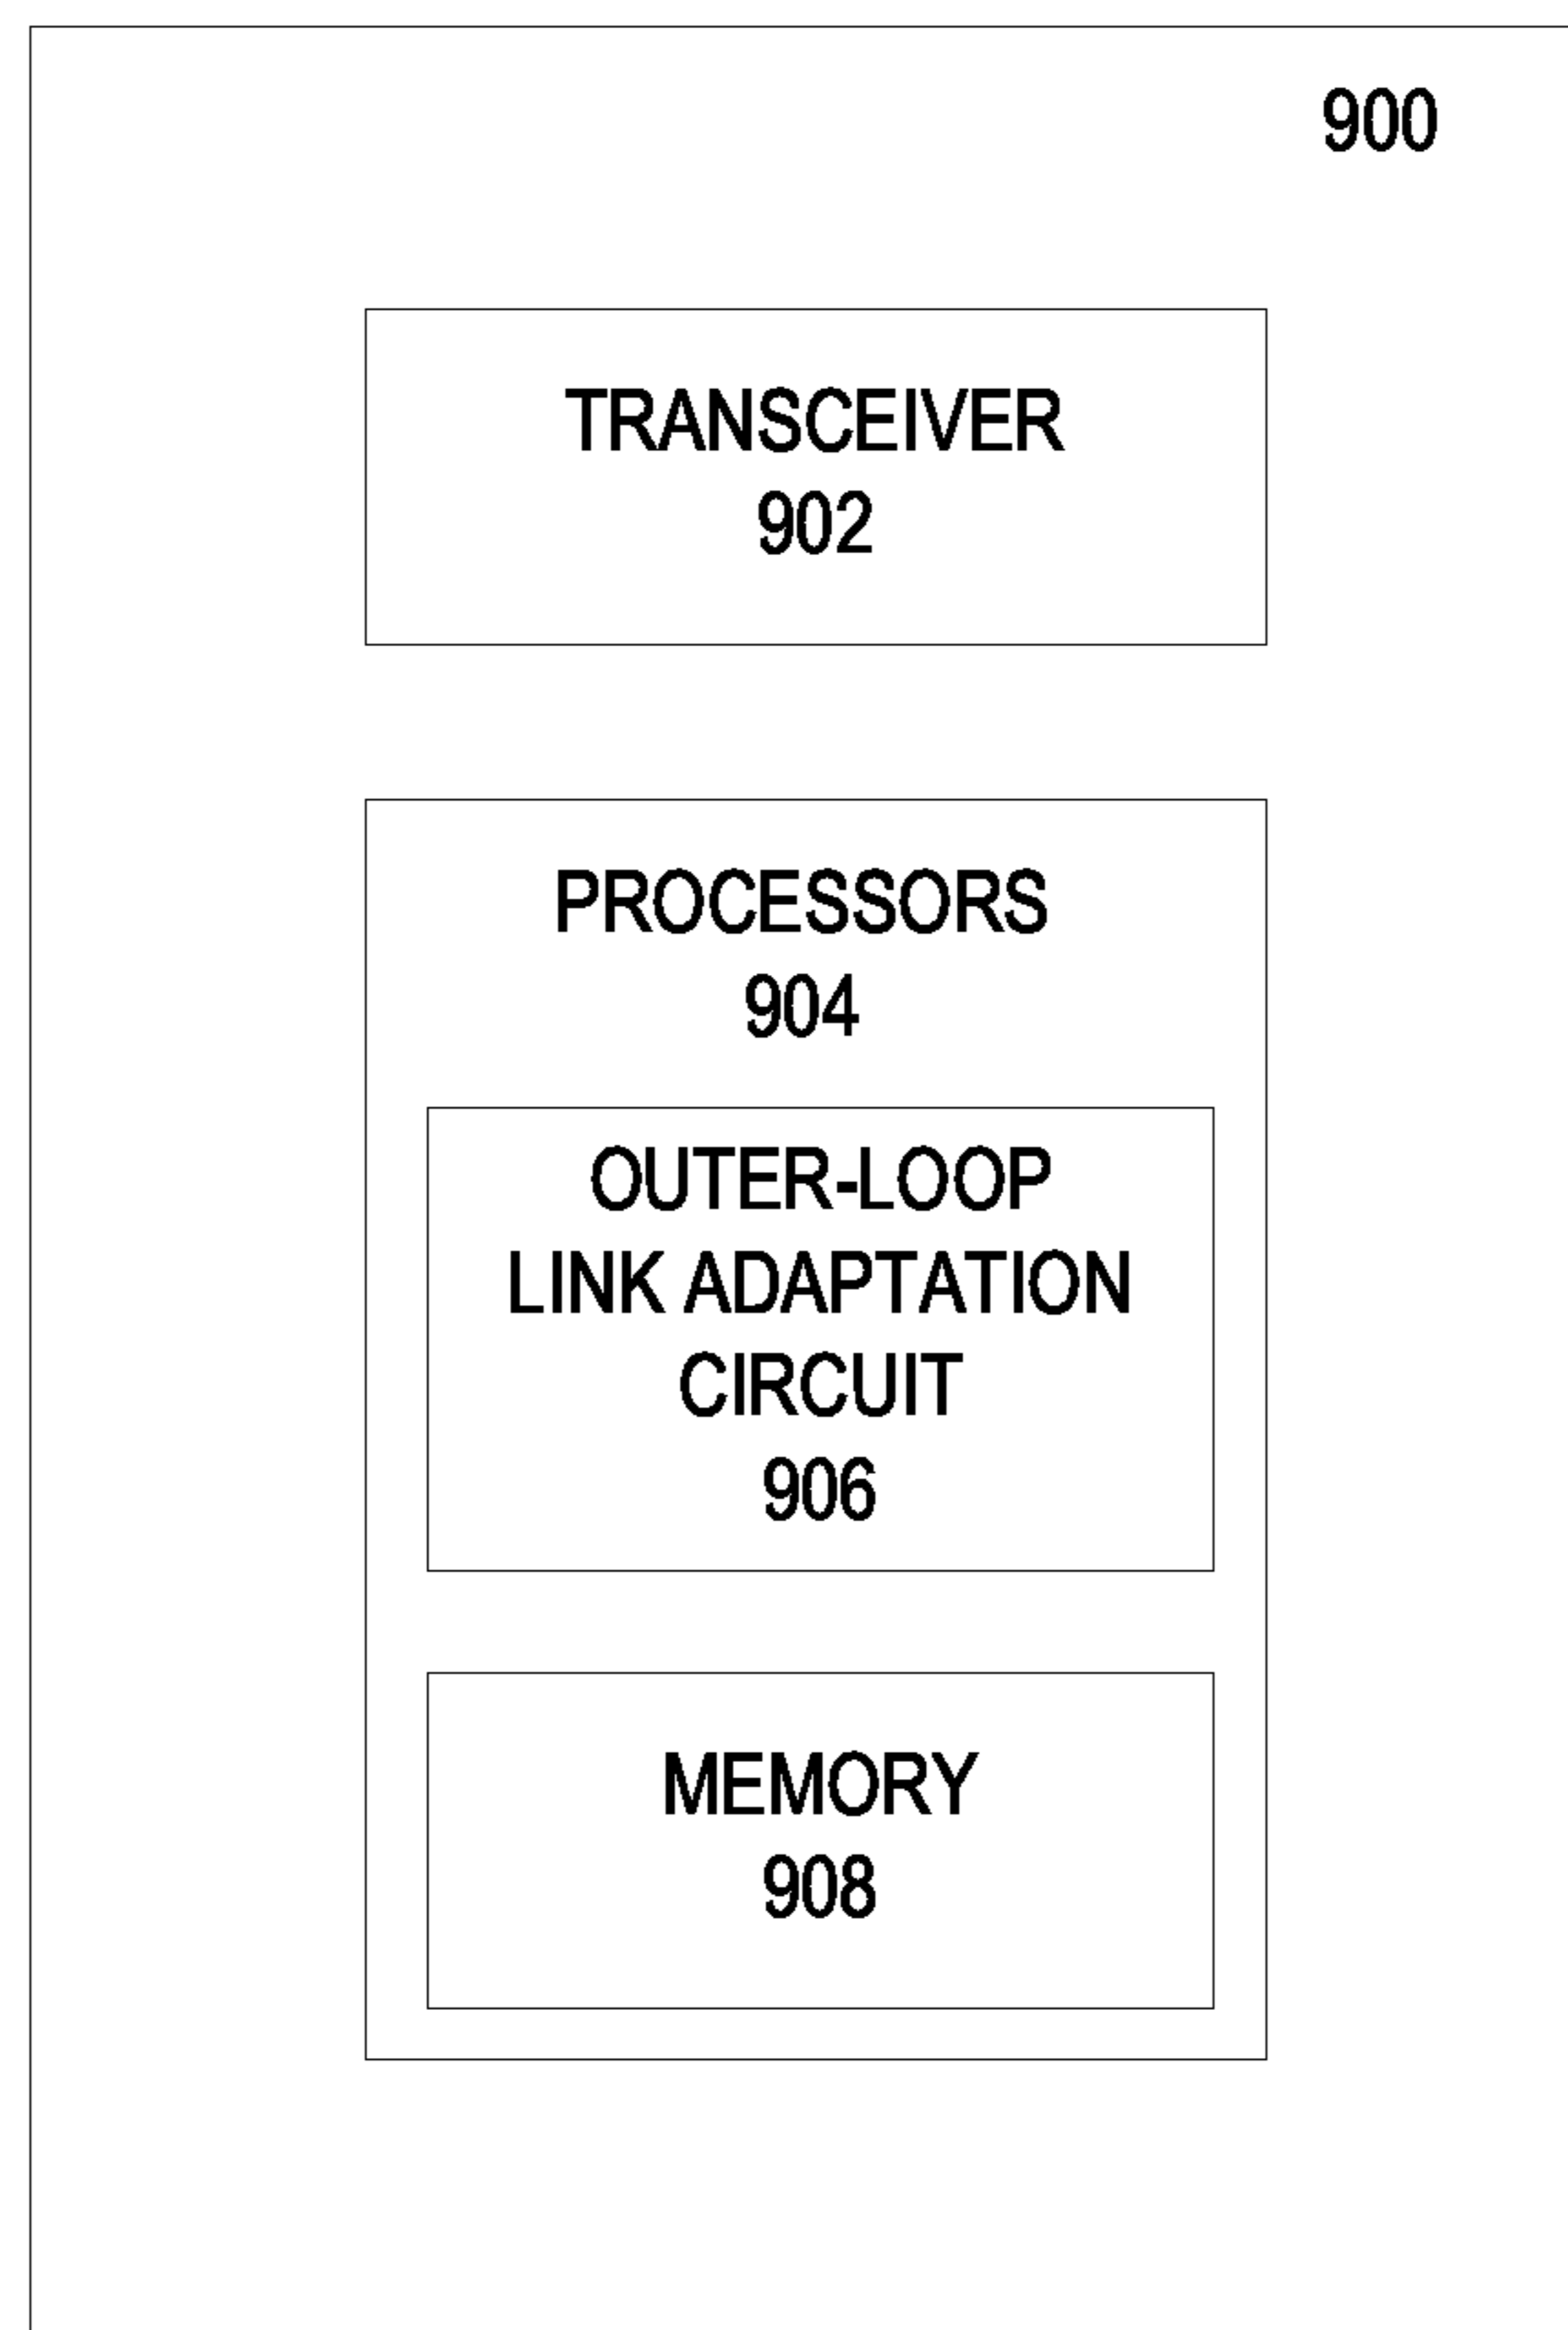 900
TRANSCEIVER
902
PROCESSORS
904
OUTER-LOOP
LINK ADAPTATION
CIRCUIT
906
MEMORY
908